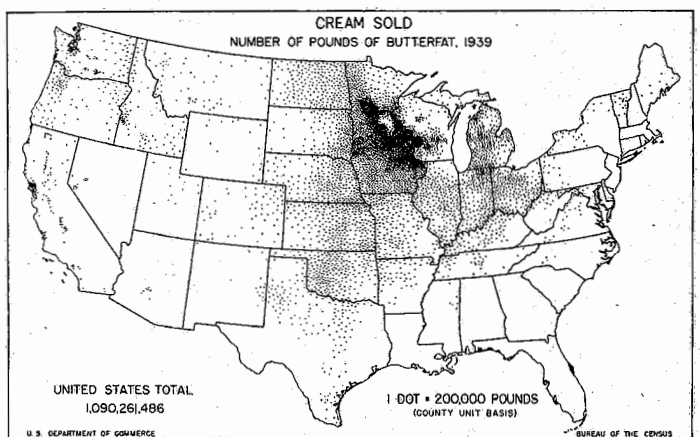 CREAM SOLD
NUMBER OF POUNDS OF BUTTERFAT, 1939
UNITED STATES TOTAL
1,090,261,486
1 DOT = 200,000 POUNDS
(COUNTY UNIT BASIS)
U. S. DEPARTMENT OF COMMERCE
BUREAU OF THE CENSUS